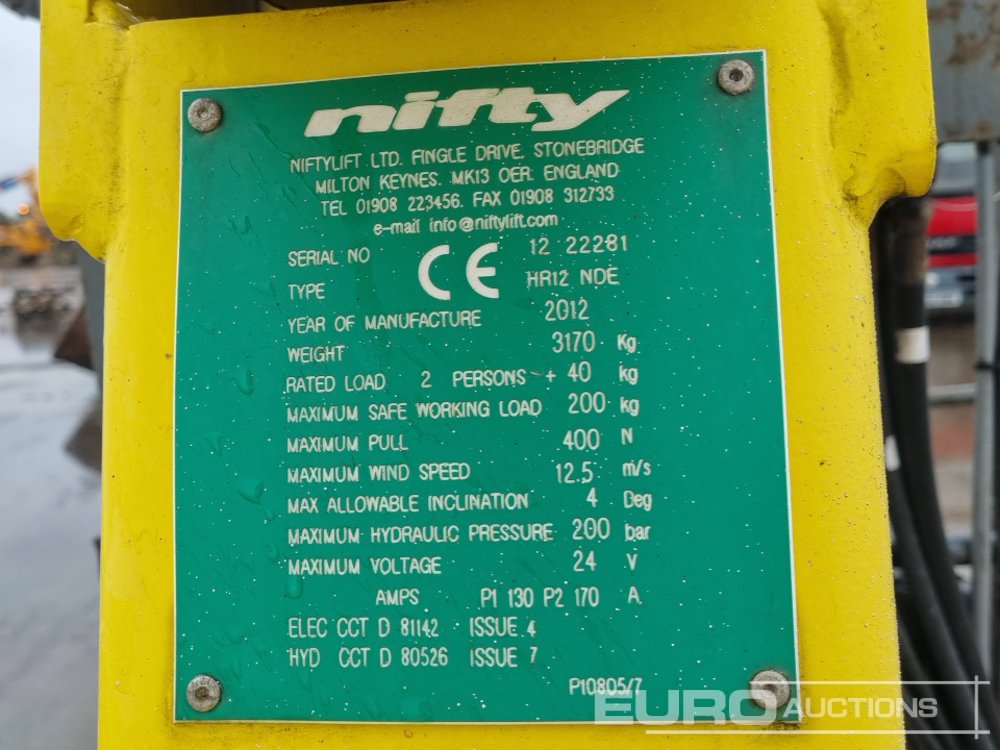 nifty
NIFTYLIFT LTD. FINGLE DRIVE. STONEBRIDGE
MILTON KEYNES. MK13 OER. ENGLAND
TEL 01908 223456. FAX 01908 312733
e-mail info@niftylift.com
SERIAL NO CE 12 22281
TYPE HR12 NDE
YEAR OF MANUFACTURE 2012
WEIGHT 3170 Kg
RATED LOAD 2 PERSONS + 40 kg
MAXIMUM SAFE WORKING LOAD 200 kg
MAXIMUM PULL 400 N
MAXIMUM WIND SPEED 12.5 m/s
MAX ALLOWABLE INCLINATION 4 Deg
MAXIMUM HYDRAULIC PRESSURE 200 bar
MAXIMUM VOLTAGE 24 V
AMPS P1 130 P2 170 A
ELEC CCT D 81142 ISSUE 4
HYD CCT D 80526 ISSUE 7
P10805/7
EURO AUCTIONS